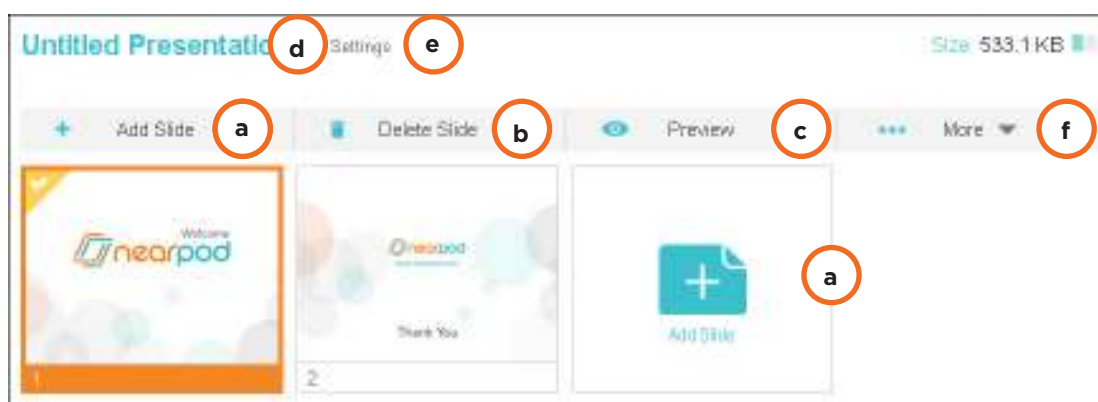 Untitled Presentatio d Settings e Size 533.1KB
+ Add Slide a Delete Slide b Preview c ••• More f
Welcome
nearpod
nearpod
a
Add Slide
Thank You
1
2